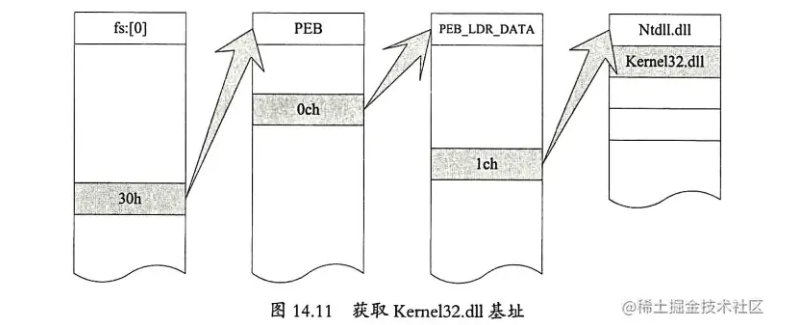 fs:[0]
PEB
PEB_LDR_DATA
Ntdll.dll
Kernel32.dll
0ch
1ch
30h
图 14.11 获取 Kernel32.dll 基址
@稀土掘金技术社区